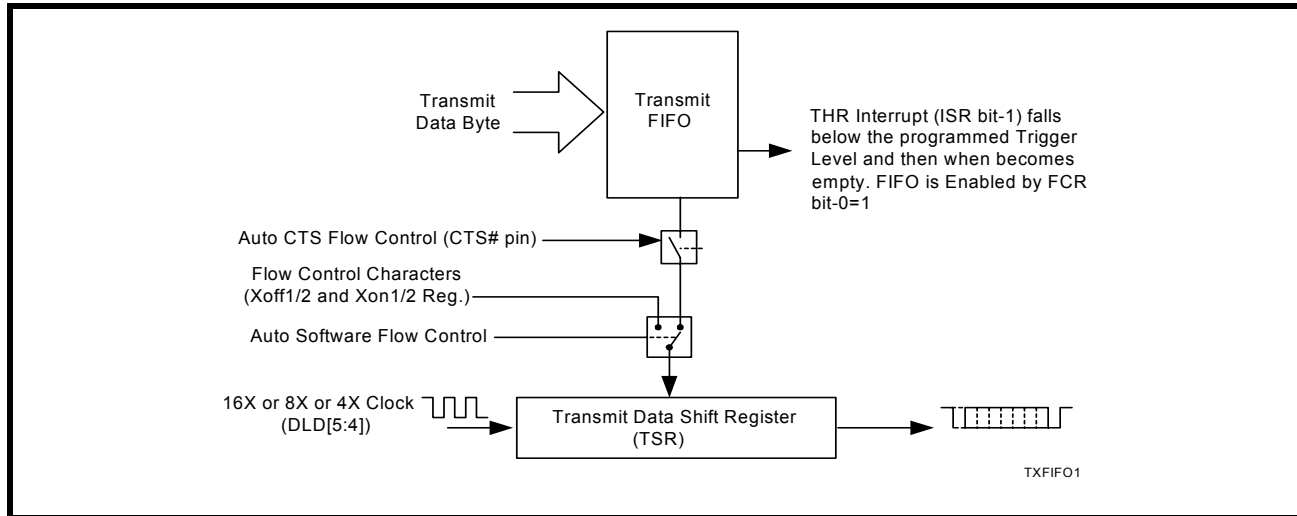 Transmit
Data Byte
Transmit
FIFO
THR Interrupt (ISR bit-1) falls
below the programmed Trigger
Level and then when becomes
empty. FIFO is Enabled by FCR
bit-0=1
Auto CTS Flow Control (CTS# pin)
Flow Control Characters
(Xoff1/2 and Xon1/2 Reg.)
Auto Software Flow Control
16X or 8X or 4X Clock
(DLD[5:4])
Transmit Data Shift Register
(TSR)
TXFIFO1